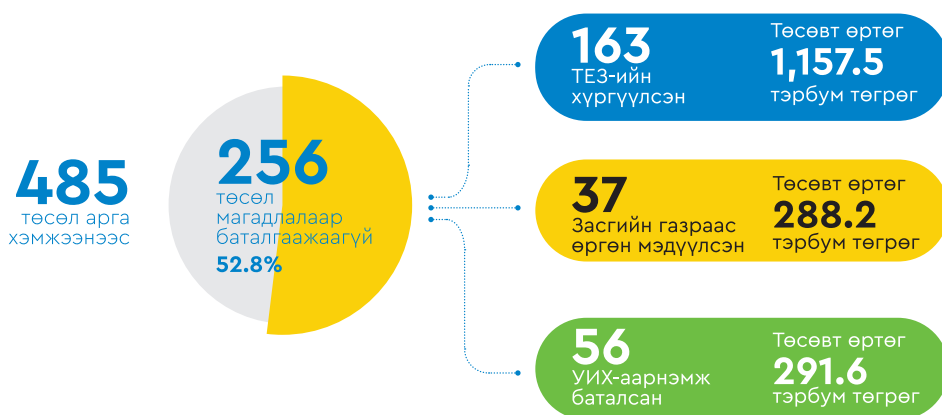 485
төсөл арга
хэмжээнээс
256
төсөл
магадлалаар
баталгаажаагүй
52.8%
163
ТЕЗ-ийн
хүргүүлсэн
Төсөвт өртөг
1,157.5
тэрбум төгрөг
37
Засгийн газраас
өргөн мэдүүлсэн
Төсөвт өртөг
288.2
тэрбум төгрөг
56
УИХ-аарнэмж
баталсан
Төсөвт өртөг
291.6
тэрбум төгрөг